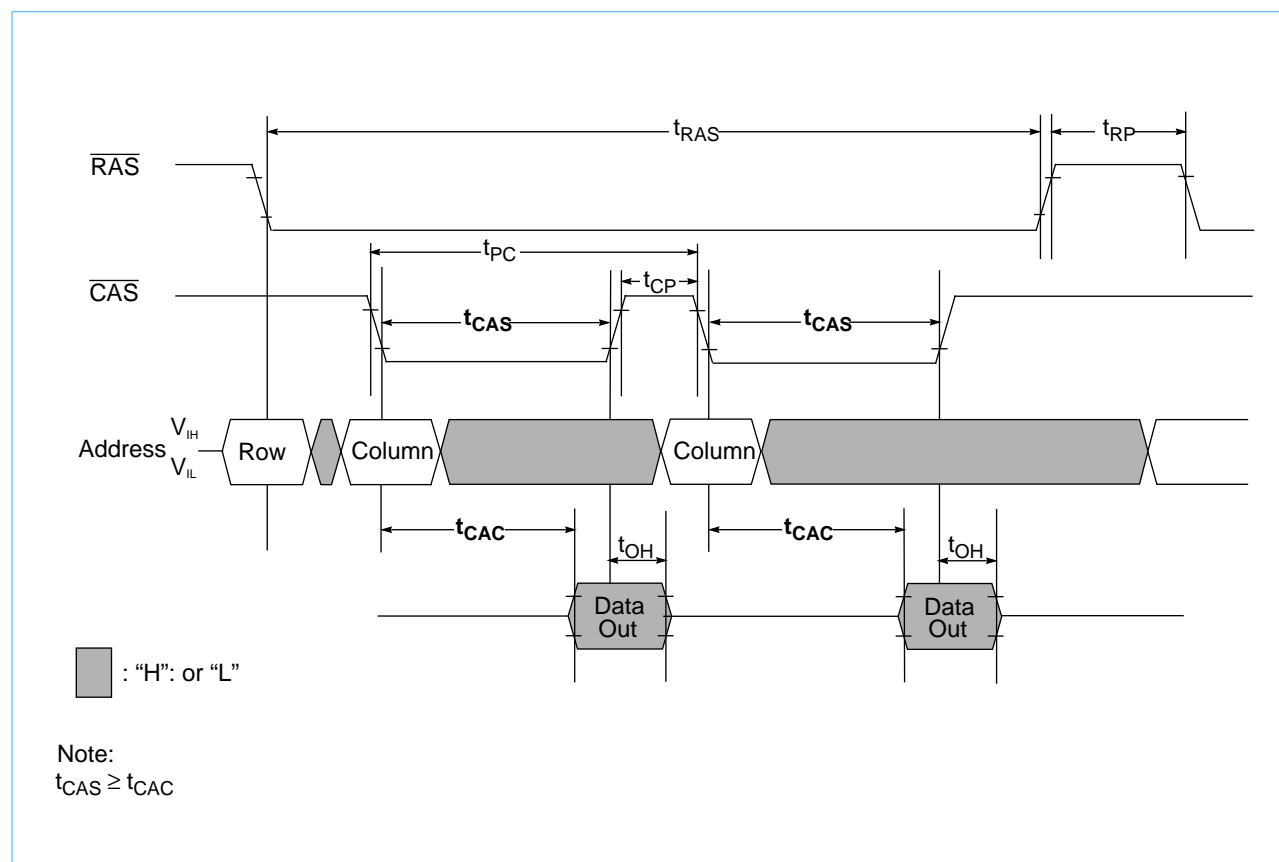 tRAS
tRP
RAS
tPC
tCP
CAS
tCAS
tCAS
Address VIH
VIL
Row
Column
Column
tCAC
tOH
tCAC
tOH
Data
Out
Data
Out
: “H”: or “L”
Note:
tCAS ≥ tCAC